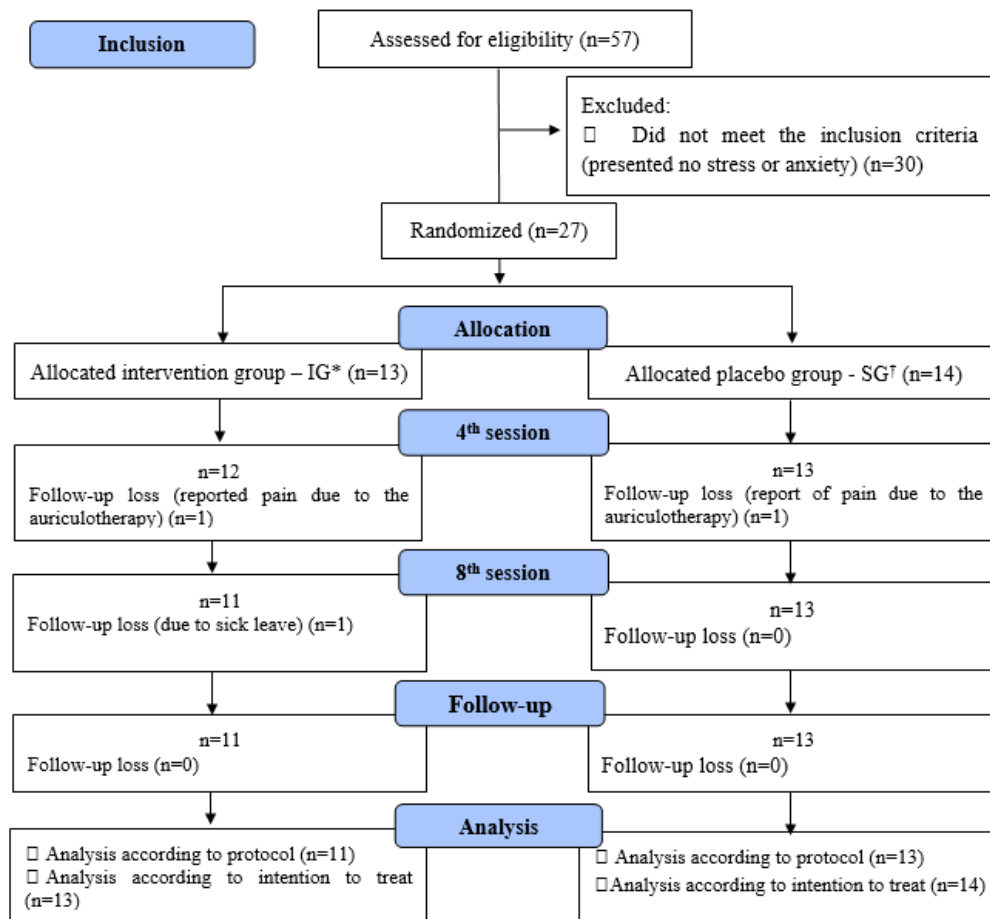 Inclusion
Assessed for eligibility (n=57)
Excluded:
□ Did not meet the inclusion criteria
(presented no stress or anxiety) (n=30)
Randomized (n=27)
Allocation
Allocated intervention group – IG* (n=13)
Allocated placebo group - SG† (n=14)
4th session
n=12
Follow-up loss (reported pain due to the
auriculotherapy) (n=1)
n=13
Follow-up loss (report of pain due to the
auriculotherapy) (n=1)
8th session
n=11
Follow-up loss (due to sick leave) (n=1)
n=13
Follow-up loss (n=0)
Follow-up
n=11
Follow-up loss (n=0)
n=13
Follow-up loss (n=0)
Analysis
□ Analysis according to protocol (n=11)
□ Analysis according to intention to treat
(n=13)
□ Analysis according to protocol (n=13)
□Analysis according to intention to treat (n=14)